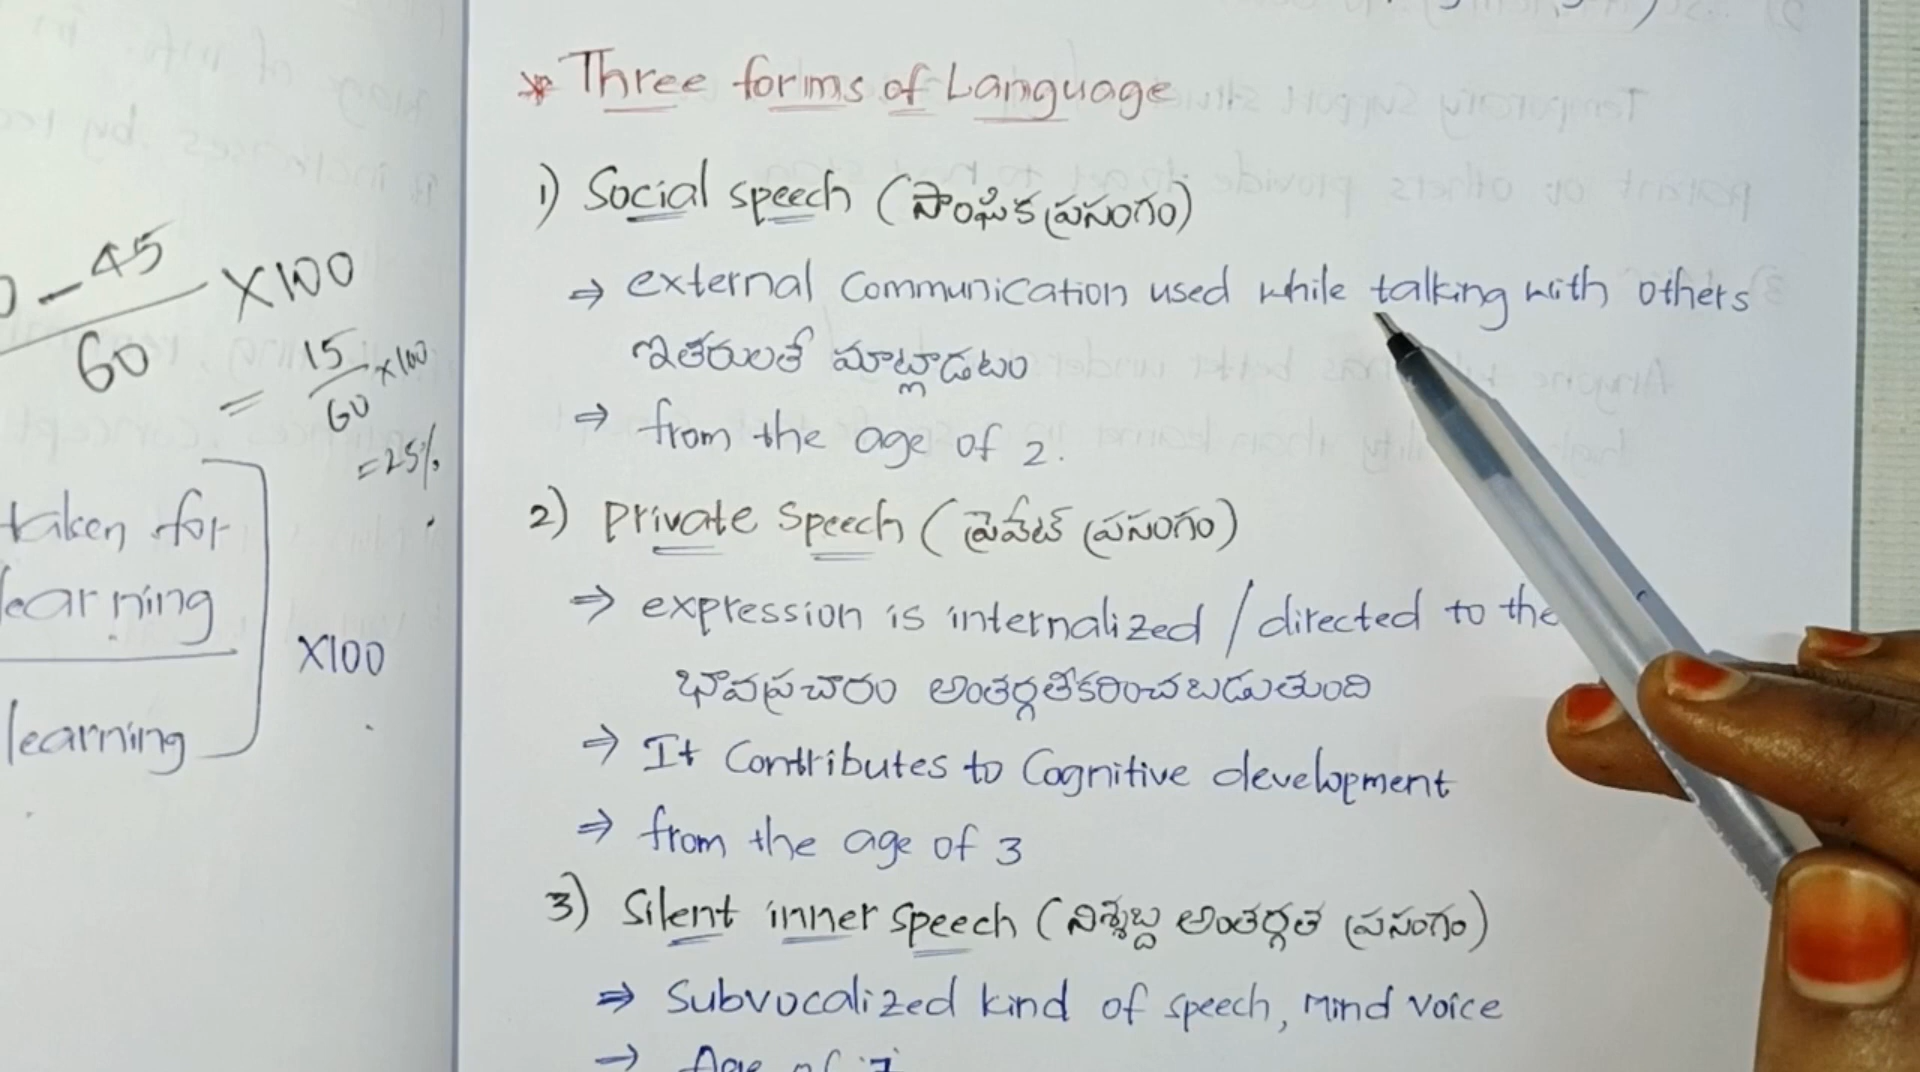 - 45
60
X100
= 15
60
x100
= 25%
taken for
learning
learning
X100
* Three forms of Language
1) Social speech (సాంఘిక ప్రసంగం)
⇒ external communication used while talking with others
ఇతరులతో మాట్లాడటం
⇒ from the age of 2.
2) private speech (ప్రైవేట్ ప్రసంగం)
⇒ expression is internalized / directed to the
భావప్రచారం అంతర్గతీకరించబడుతుంది
⇒ It contributes to cognitive development
⇒ from the age of 3
3) Silent inner speech (నిశ్శబ్ద అంతర్గత ప్రసంగం)
⇒ Subvocalized kind of speech, Mind voice
→ Age of 7